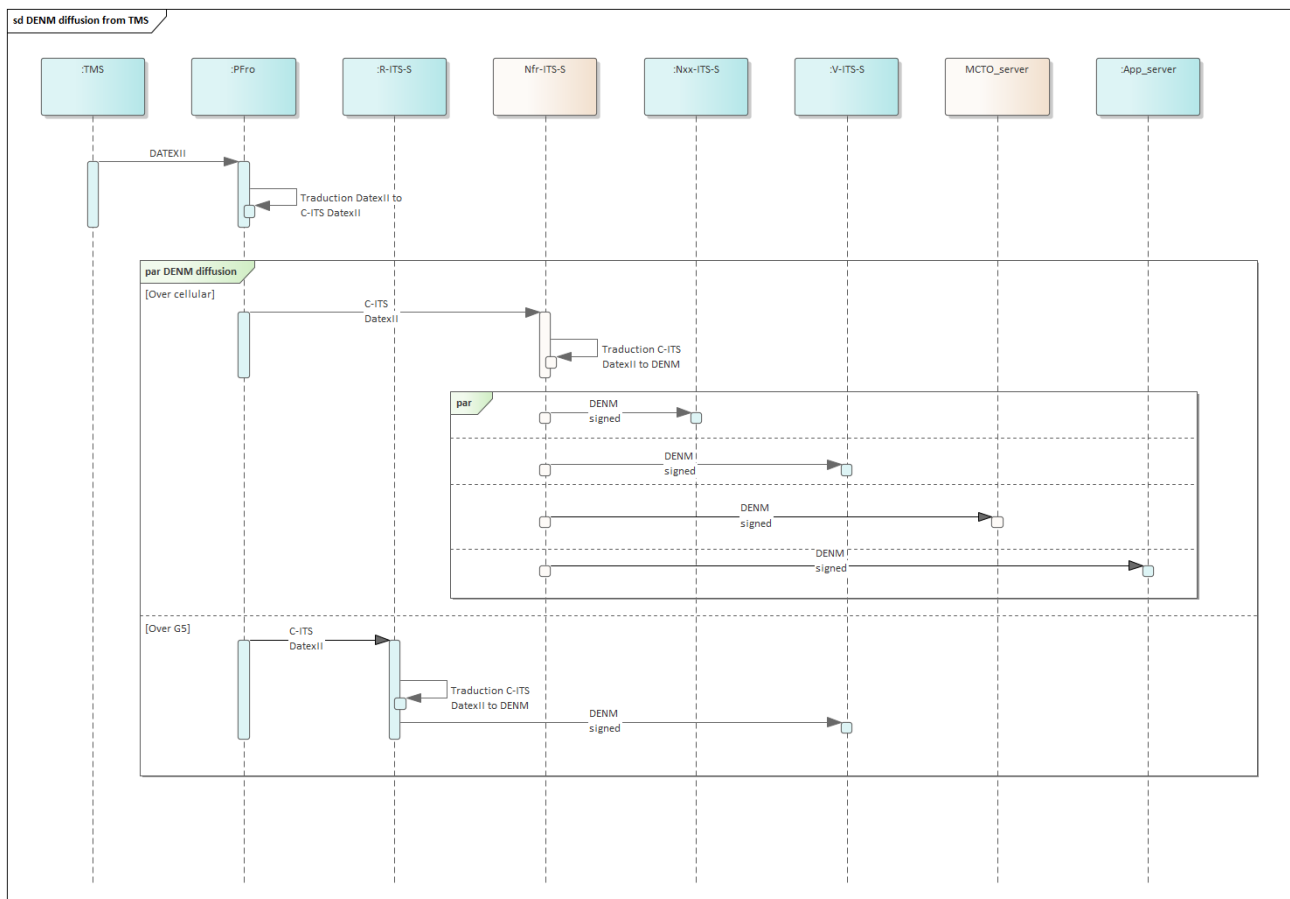 sd DENM diffusion from TMS
:TMS
:PFro
:R-ITS-S
Nfr-ITS-S
:Nxx-ITS-S
:V-ITS-S
MCTO_server
:App_server
DATEXII
Traduction DatexII to
C-ITS DatexII
par DENM diffusion
[Over cellular]
C-ITS
DatexII
Traduction C-ITS
DatexII to DENM
par
DENM
signed
DENM
signed
DENM
signed
DENM
signed
[Over G5]
C-ITS
DatexII
Traduction C-ITS
DatexII to DENM
DENM
signed